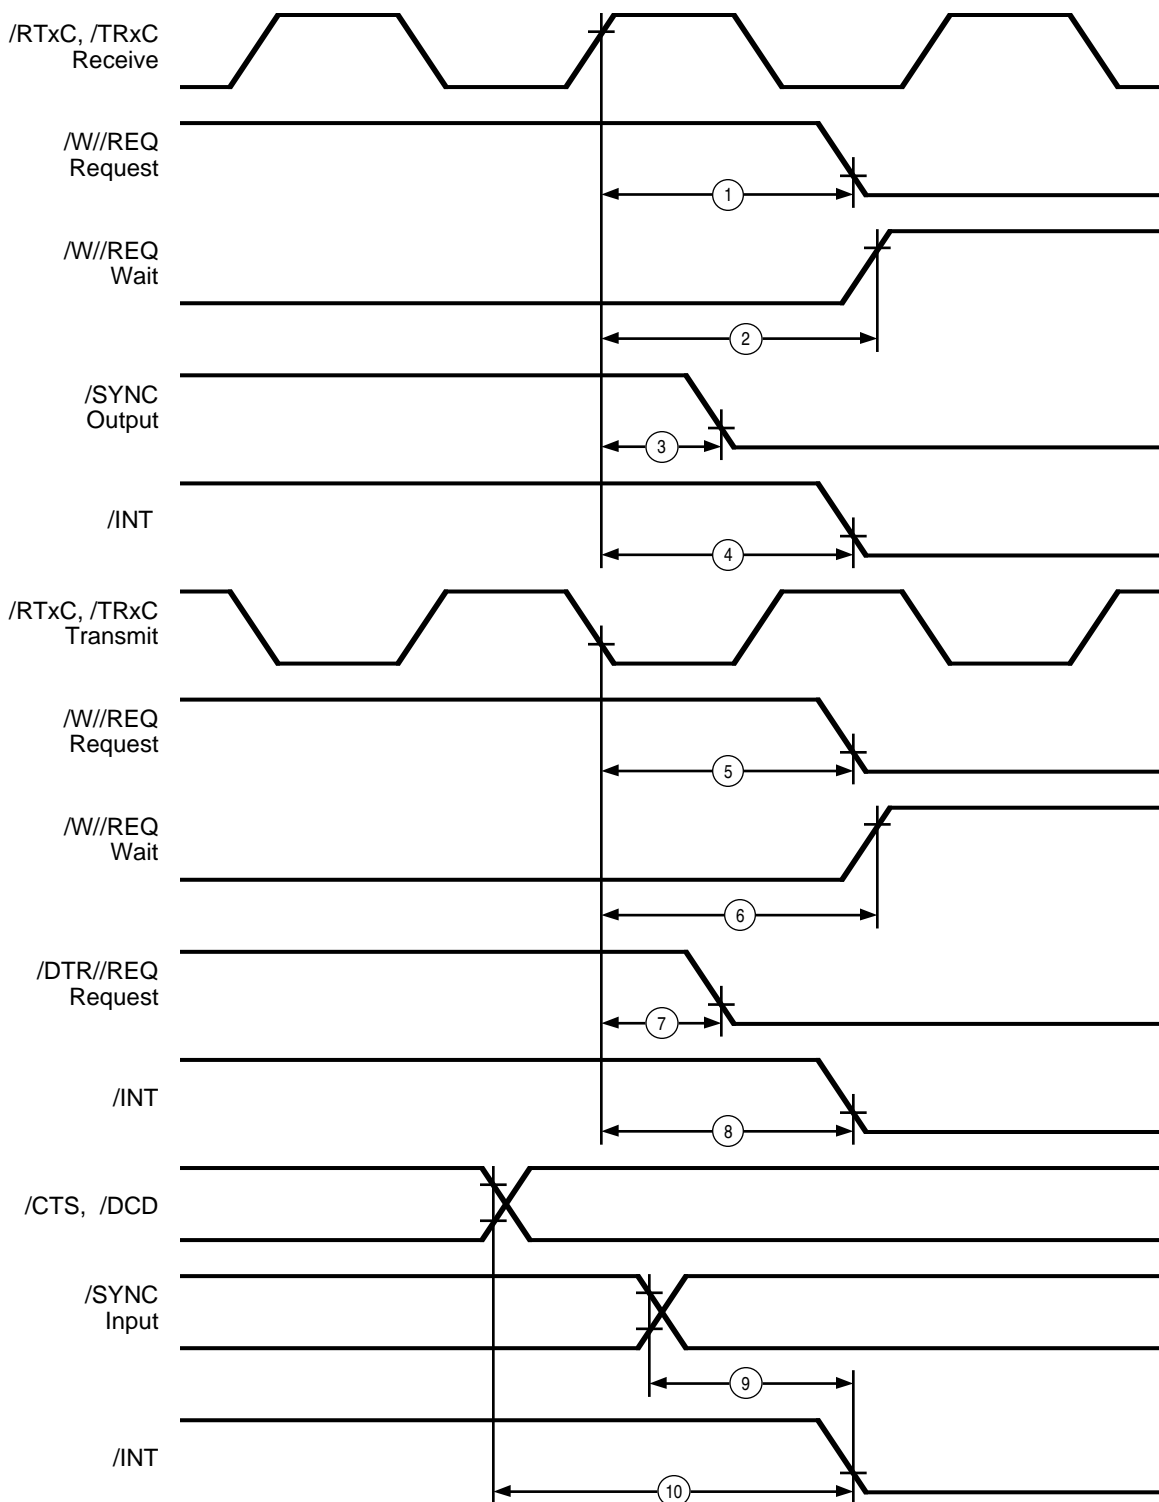 /RTxC, /TRxC
Receive
/W//REQ
Request
1
/W//REQ
Wait
2
/SYNC
Output
3
/INT
4
/RTxC, /TRxC
Transmit
/W//REQ
Request
5
/W//REQ
Wait
6
/DTR//REQ
Request
7
/INT
8
/CTS, /DCD
/SYNC
Input
9
/INT
10